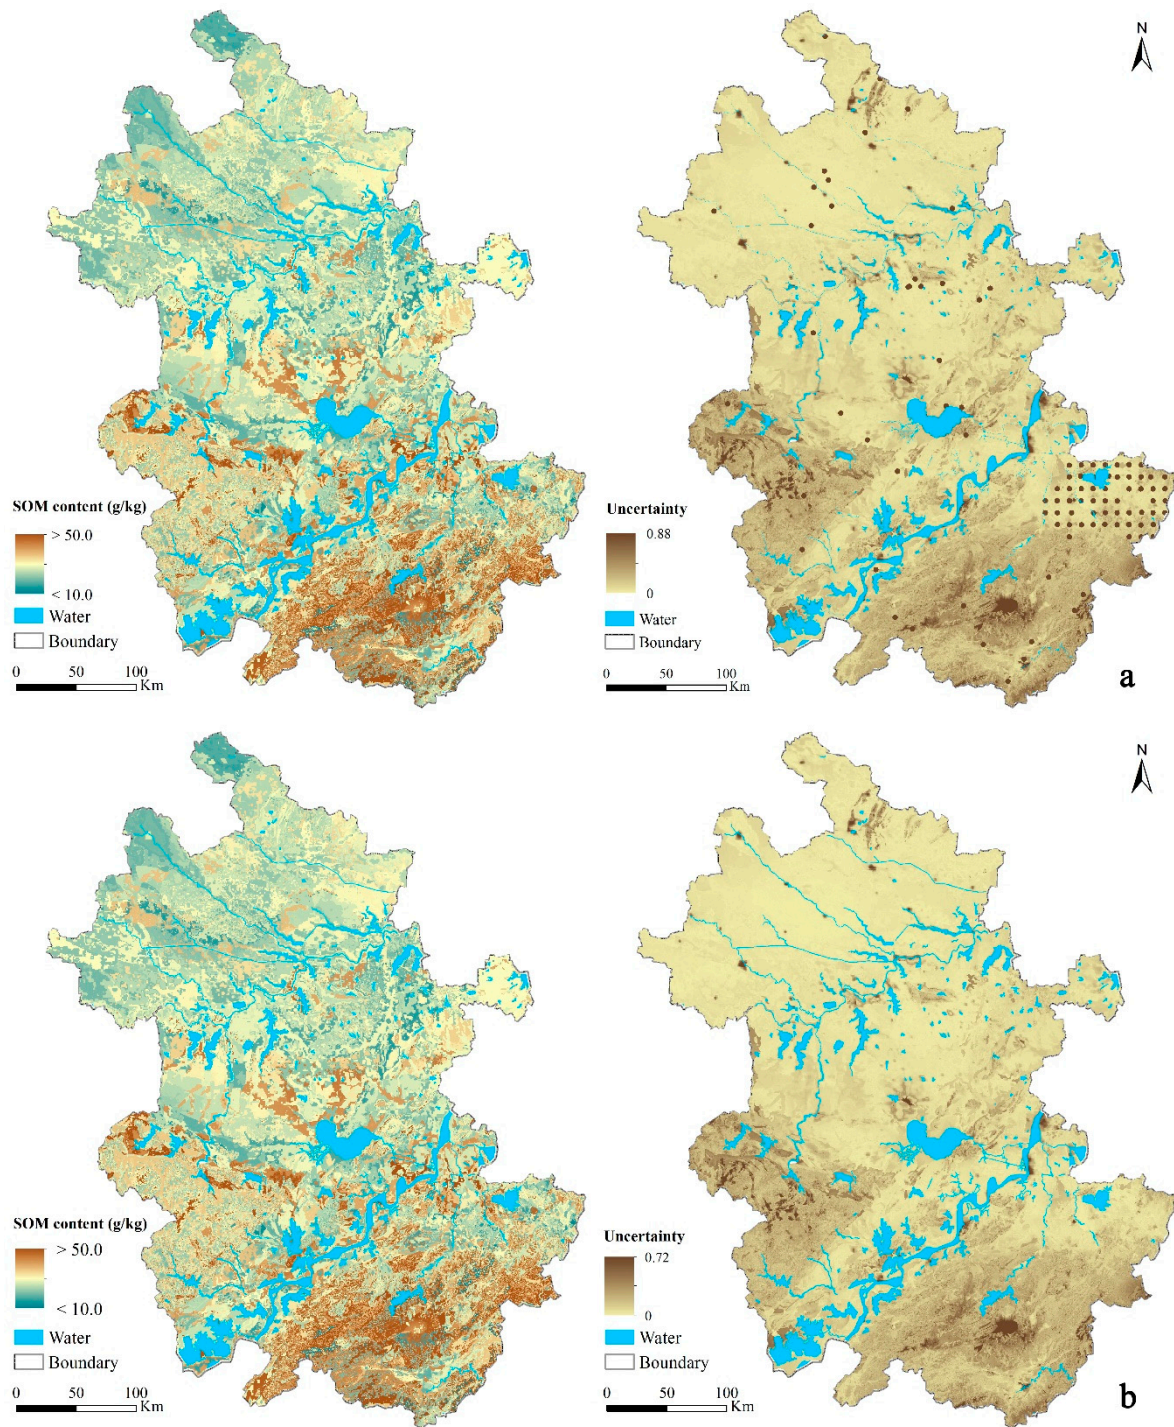 N
SOM content (g/kg)
> 50.0
< 10.0
Water
Boundary
0 50 100
Km
Uncertainty
0.88
0
Water
Boundary
0 50 100
Km
a
N
SOM content (g/kg)
> 50.0
< 10.0
Water
Boundary
0 50 100
Km
Uncertainty
0.72
0
Water
Boundary
0 50 100
Km
b